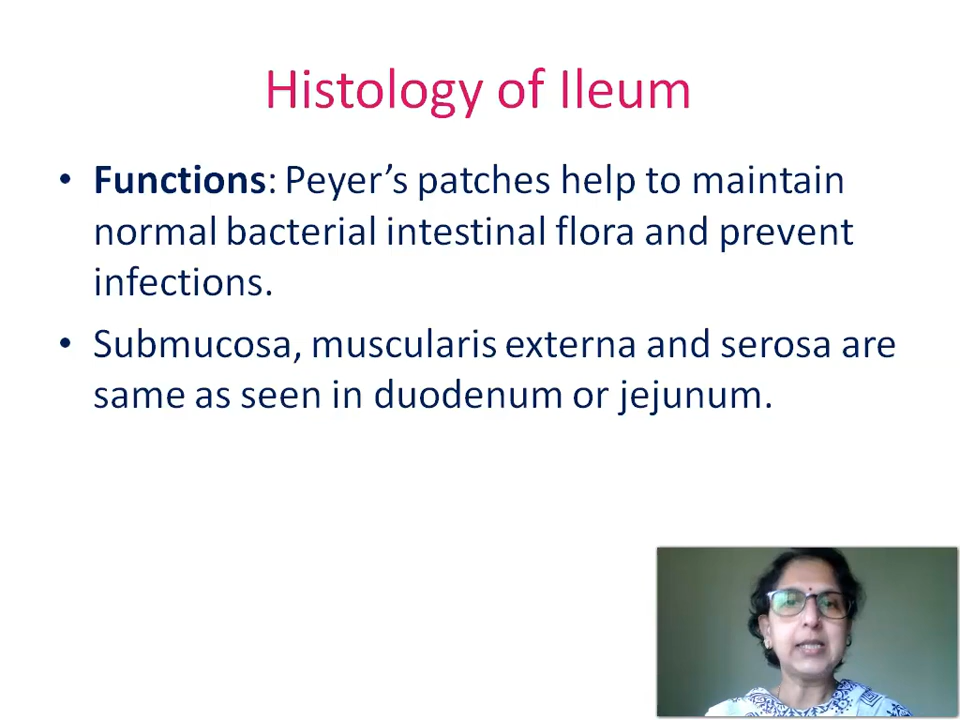 Histology of Ileum
• Functions: Peyer’s patches help to maintain
normal bacterial intestinal flora and prevent
infections.
• Submucosa, muscularis externa and serosa are
same as seen in duodenum or jejunum.